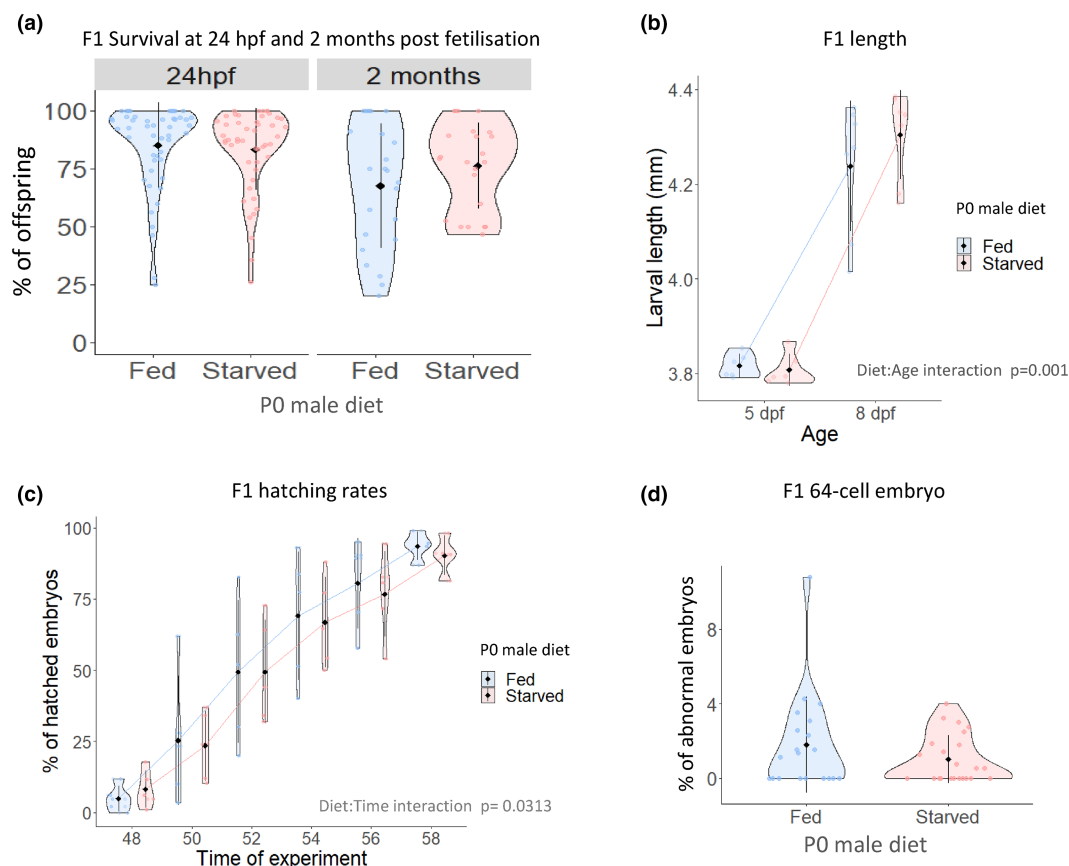 (a)
F1 Survival at 24 hpf and 2 months post fetilisation
24hpf
2 months
% of offspring
100
75
50
25
0
Fed
Starved
Fed
Starved
P0 male diet
(b)
F1 length
Larval length (mm)
4.4
4.2
4.0
3.8
P0 male diet
Fed
Starved
Diet:Age interaction p=0.001
5 dpf
8 dpf
Age
(c)
F1 hatching rates
% of hatched embryos
100
75
50
25
0
P0 male diet
Fed
Starved
Diet:Time interaction p= 0.0313
48
50
52
54
56
58
Time of experiment
(d)
F1 64-cell embryo
% of abnormal embryos
8
4
0
Fed
Starved
P0 male diet